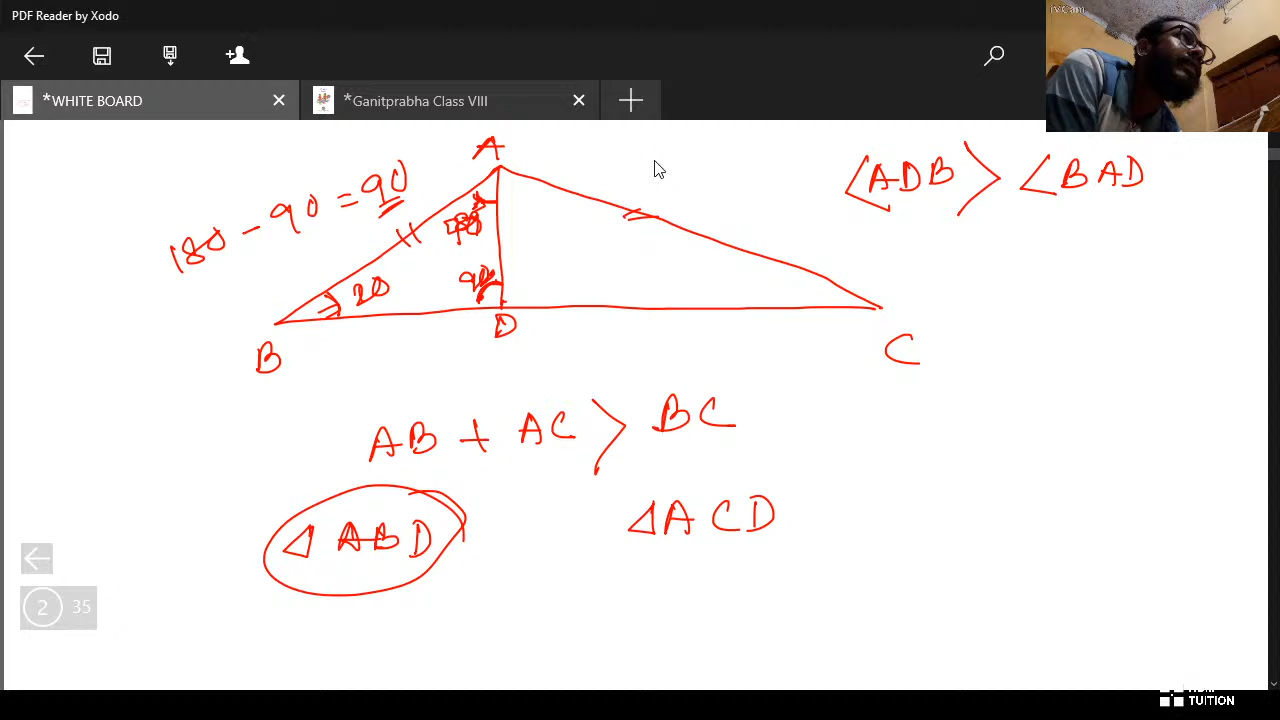 PDF Reader by Xodo
*WHITE BOARD
*Ganitprabha Class VIII
A
180 - 90 = 90
<ADB > <BAD
90
20
B
D
C
AB + AC > BC
△ ABD
△ACD
2 35
TUITION